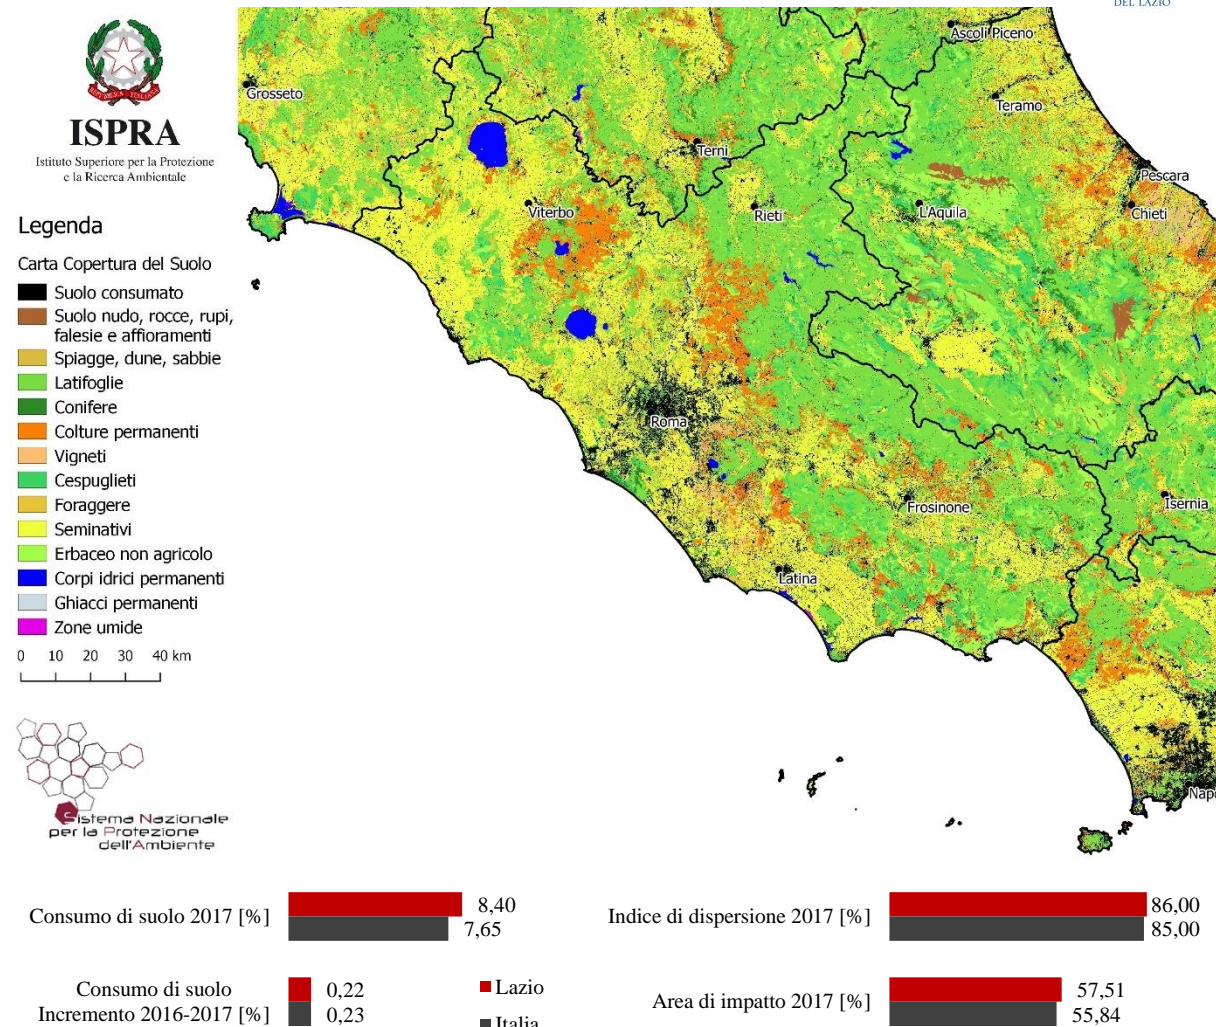 DEL LAZIO
REPVBBLICA ITALIANA
ISPRA
Istituto Superiore per la Protezione
e la Ricerca Ambientale
Legenda
Carta Copertura del Suolo
Suolo consumato
Suolo nudo, rocce, rupi,
falesie e affioramenti
Spiagge, dune, sabbie
Latifoglie
Conifere
Colture permanenti
Vigneti
Cespuglieti
Foraggere
Seminativi
Erbaceo non agricolo
Corpi idrici permanenti
Ghiacci permanenti
Zone umide
0 10 20 30 40 km
Sistema Nazionale
per la Protezione
dell'Ambiente
Ascoli Piceno
Grosseto
Teramo
Terni
Pescara
Viterbo
Rieti
L'Aquila
Chieti
Roma
Frosinone
Isernia
Latina
Nap
Consumo di suolo 2017 [%]
8,40
7,65
Indice di dispersione 2017 [%]
86,00
85,00
Consumo di suolo
Incremento 2016-2017 [%]
0,22
0,23
Lazio
Italia
Area di impatto 2017 [%]
57,51
55,84